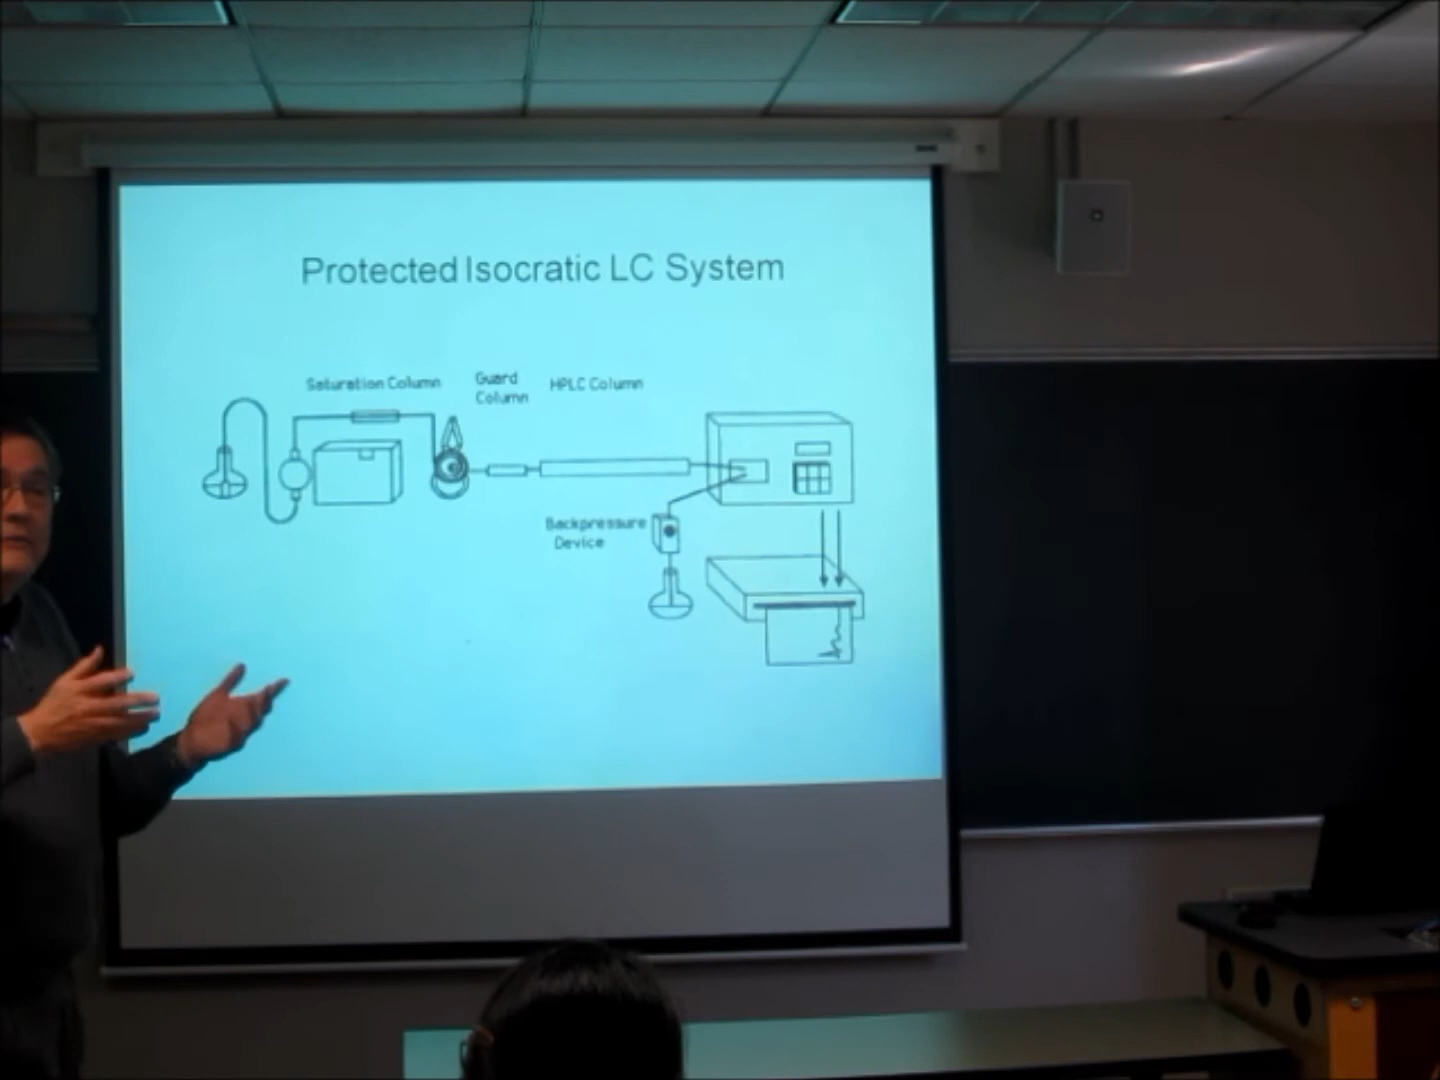 Protected Isocratic LC System
Saturation Column
Guard
Column
HPLC Column
Backpressure
Device